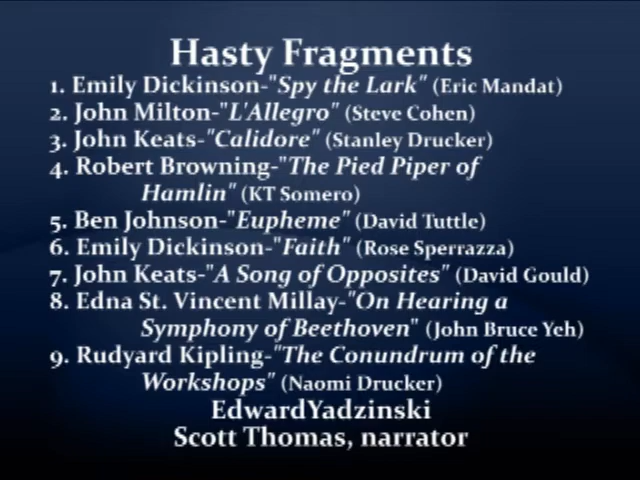 Hasty Fragments
1. Emily Dickinson-"Spy the Lark" (Eric Mandat)
2. John Milton-"L'Allegro" (Steve Cohen)
3. John Keats-"Calidore" (Stanley Drucker)
4. Robert Browning-"The Pied Piper of
Hamlin" (KT Somero)
5. Ben Johnson-"Eupheme" (David Tuttle)
6. Emily Dickinson-"Faith" (Rose Sperrazza)
7. John Keats-"A Song of Opposites" (David Gould)
8. Edna St. Vincent Millay-"On Hearing a
Symphony of Beethoven" (John Bruce Yeh)
9. Rudyard Kipling-"The Conundrum of the
Workshops" (Naomi Drucker)
EdwardYadzinski
Scott Thomas, narrator